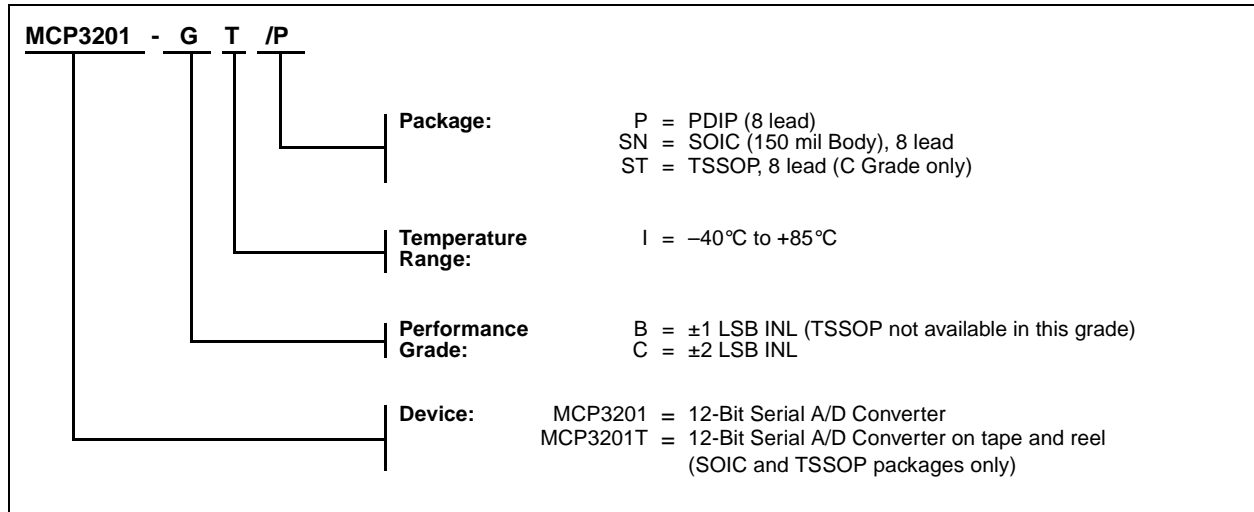 MCP3201 - G T /P
Package: P = PDIP (8 lead)
SN = SOIC (150 mil Body), 8 lead
ST = TSSOP, 8 lead (C Grade only)
Temperature I = –40°C to +85°C
Range:
Performance B = ±1 LSB INL (TSSOP not available in this grade)
Grade: C = ±2 LSB INL
Device: MCP3201 = 12-Bit Serial A/D Converter
MCP3201T = 12-Bit Serial A/D Converter on tape and reel
(SOIC and TSSOP packages only)